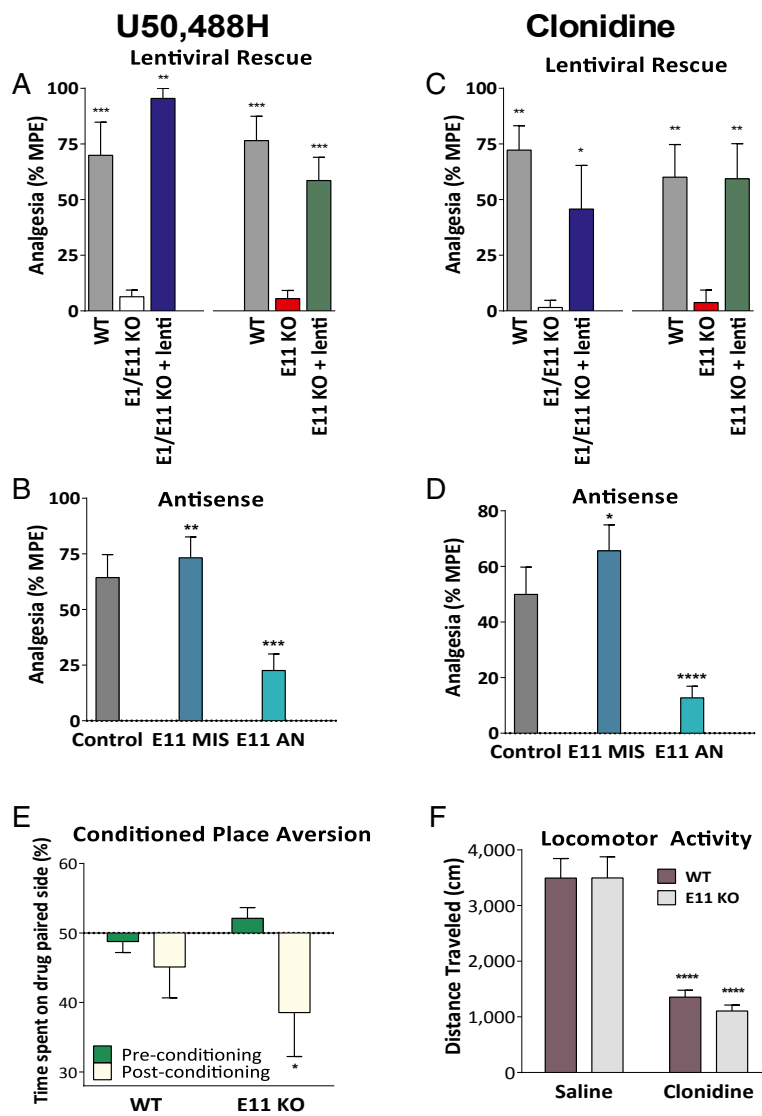 U50,488H
Clonidine
A
Lentiviral Rescue
Analgesia (% MPE)
100
75
50
25
0
***
**
***
***
WT
E1/E11 KO
E1/E11 KO + lenti
WT
E11 KO
E11 KO + lenti
C
Lentiviral Rescue
Analgesia (% MPE)
100
75
50
25
0
**
*
**
**
WT
E1/E11 KO
E1/E11 KO + lenti
WT
E11 KO
E11 KO + lenti
B
Antisense
Analgesia (% MPE)
100
75
50
25
0
**
***
Control E11 MIS E11 AN
D
Antisense
Analgesia (% MPE)
80
60
40
20
0
*
****
Control E11 MIS E11 AN
E
Conditioned Place Aversion
Time spent on drug paired side (%)
60
50
40
30
*
Pre-conditioning
Post-conditioning
WT E11 KO
F
Locomotor Activity
Distance Traveled (cm)
4,000
3,000
2,000
1,000
0
WT
E11 KO
****
****
Saline Clonidine